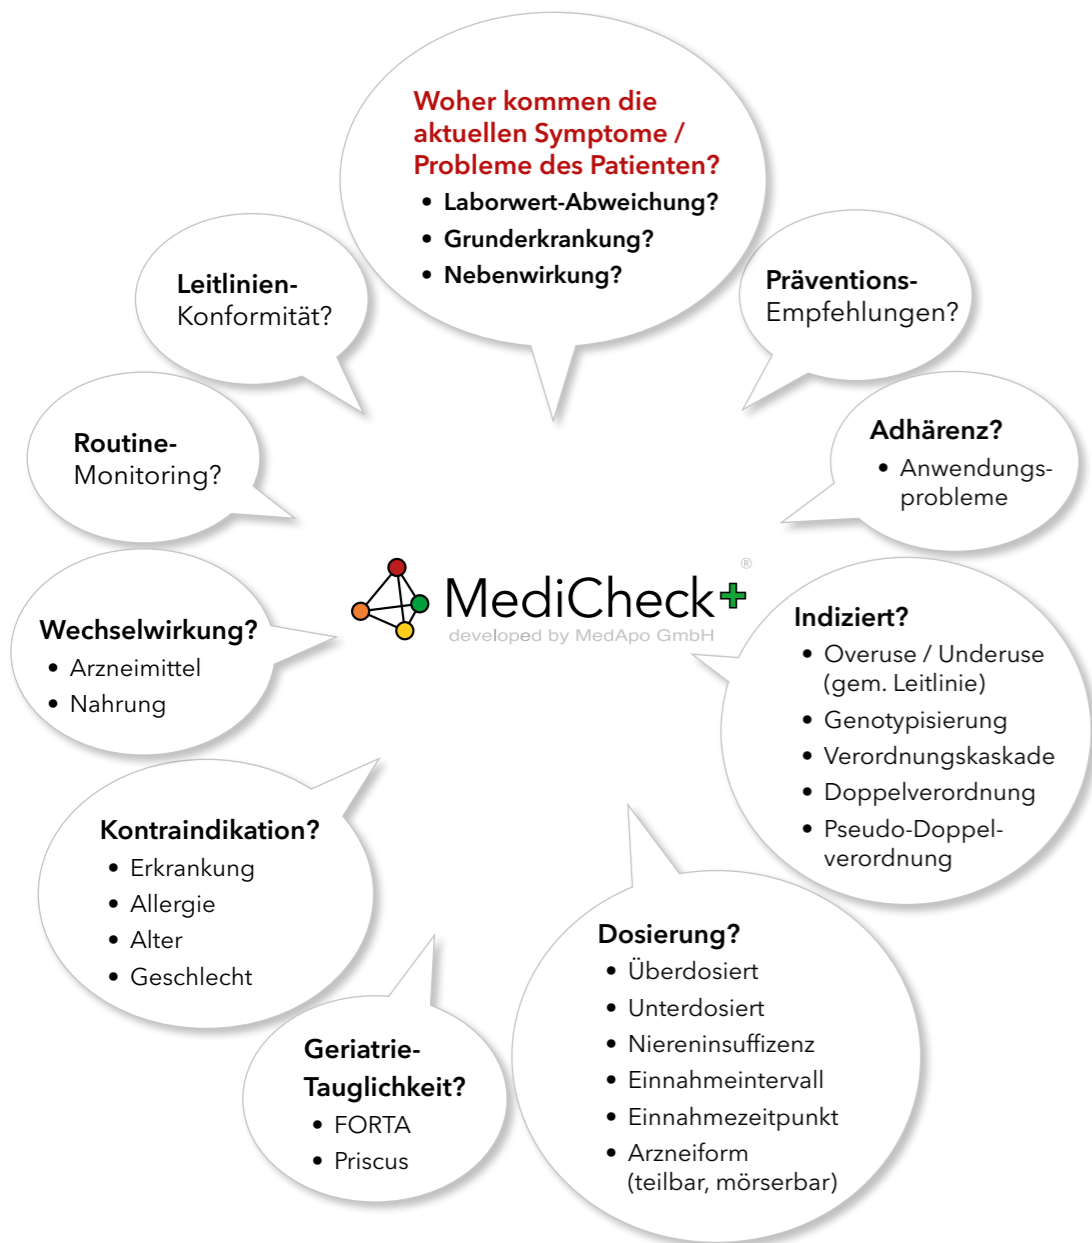 Woher kommen die
aktuellen Symptome /
Probleme des Patienten?
• Laborwert-Abweichung?
• Grunderkrankung?
• Nebenwirkung?
Leitlinien-
Konformität?
Präventions-
Empfehlungen?
Routine-
Monitoring?
Adhärenz?
• Anwendungs-
probleme
MediCheck+®
developed by MedApo GmbH
Wechselwirkung?
• Arzneimittel
• Nahrung
Indiziert?
• Overuse / Underuse
(gem. Leitlinie)
• Genotypisierung
• Verordnungskaskade
• Doppelverordnung
• Pseudo-Doppel-
verordnung
Kontraindikation?
• Erkrankung
• Allergie
• Alter
• Geschlecht
Dosierung?
• Überdosiert
• Unterdosiert
• Niereninsuffizenz
• Einnahmeintervall
• Einnahmezeitpunkt
• Arzneiform
(teilbar, mörserbar)
Geriatrie-
Tauglichkeit?
• FORTA
• Priscus